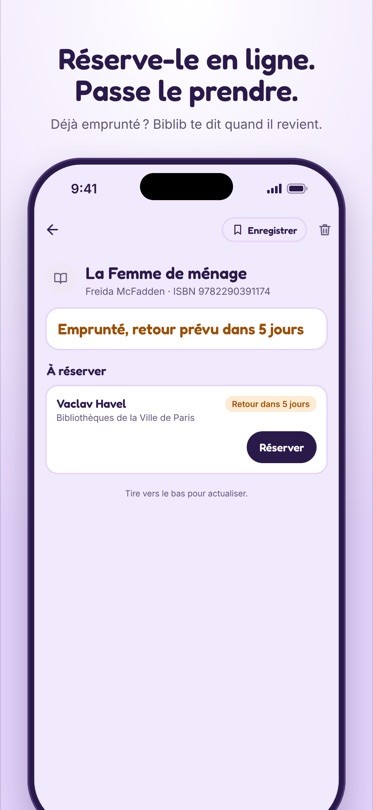 Réserve-le en ligne.
Passe le prendre.
Déjà emprunté ? Biblib te dit quand il revient.
9:41
Enregistrer
La Femme de ménage
Freida McFadden · ISBN 9782290391174
Emprunté, retour prévu dans 5 jours
À réserver
Vaclav Havel
Retour dans 5 jours
Bibliothèques de la Ville de Paris
Réserver
Tire vers le bas pour actualiser.